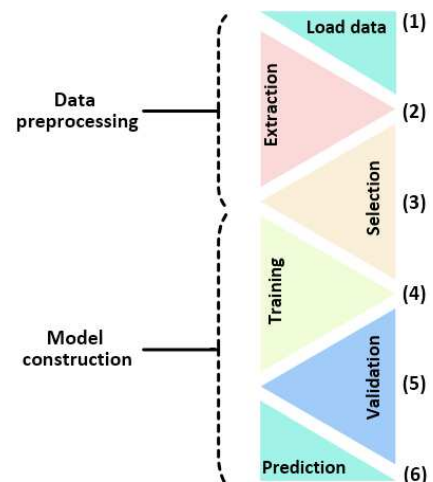 Load data (1)
Data
preprocessing
Extraction
(2)
Selection
(3)
Training
(4)
Model
construction
Validation
(5)
Prediction (6)